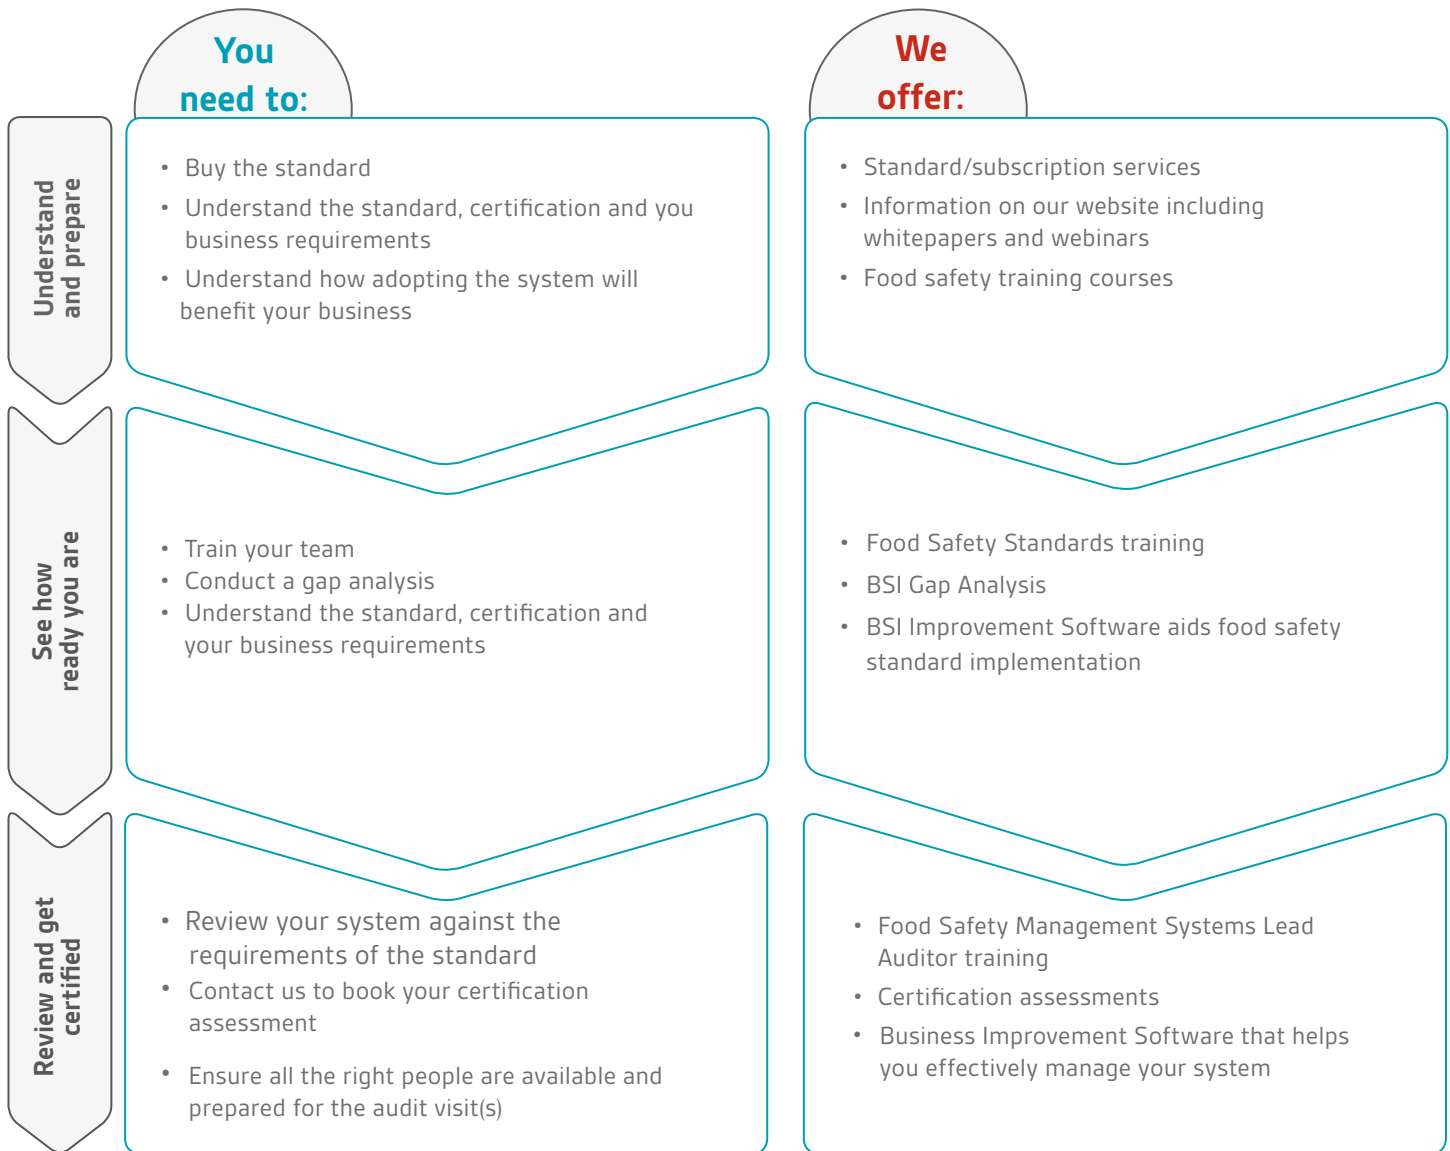 You
need to:
We
offer:
Understand
and prepare
• Buy the standard
• Understand the standard, certification and you
business requirements
• Understand how adopting the system will
benefit your business
• Standard/subscription services
• Information on our website including
whitepapers and webinars
• Food safety training courses
See how
ready you are
• Train your team
• Conduct a gap analysis
• Understand the standard, certification and
your business requirements
• Food Safety Standards training
• BSI Gap Analysis
• BSI Improvement Software aids food safety
standard implementation
Review and get
certified
• Review your system against the
requirements of the standard
• Contact us to book your certification
assessment
• Ensure all the right people are available and
prepared for the audit visit(s)
• Food Safety Management Systems Lead
Auditor training
• Certification assessments
• Business Improvement Software that helps
you effectively manage your system